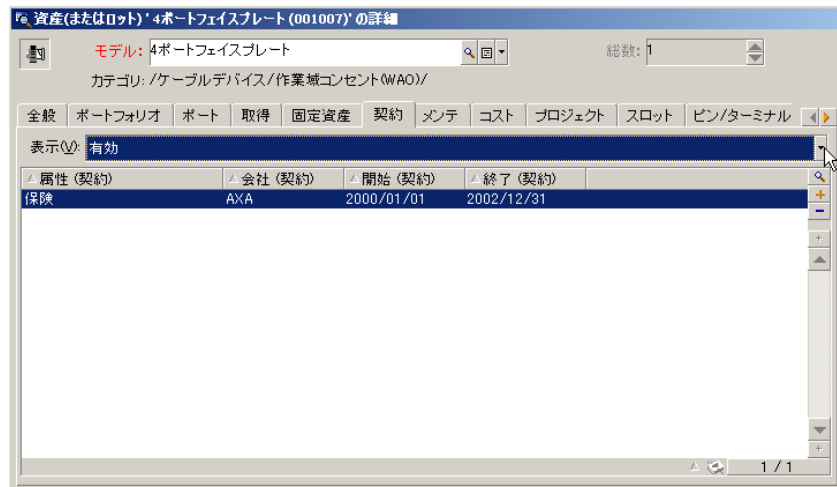 資産(またはロット) '4ポートフェイスプレート (001007)' の詳細
モデル: 4ポートフェイスプレート 総数: 1
カテゴリ: /ケーブルデバイス/作業域コンセント(WAO)/
全般 ポートフォリオ ポート 取得 固定資産 契約 メンテ コスト プロジェクト スロット ピン/ターミナル
表示(V): 有効
属性 (契約) 会社 (契約) 開始 (契約) 終了 (契約)
保険 AXA 2000/01/01 2002/12/31
1 / 1